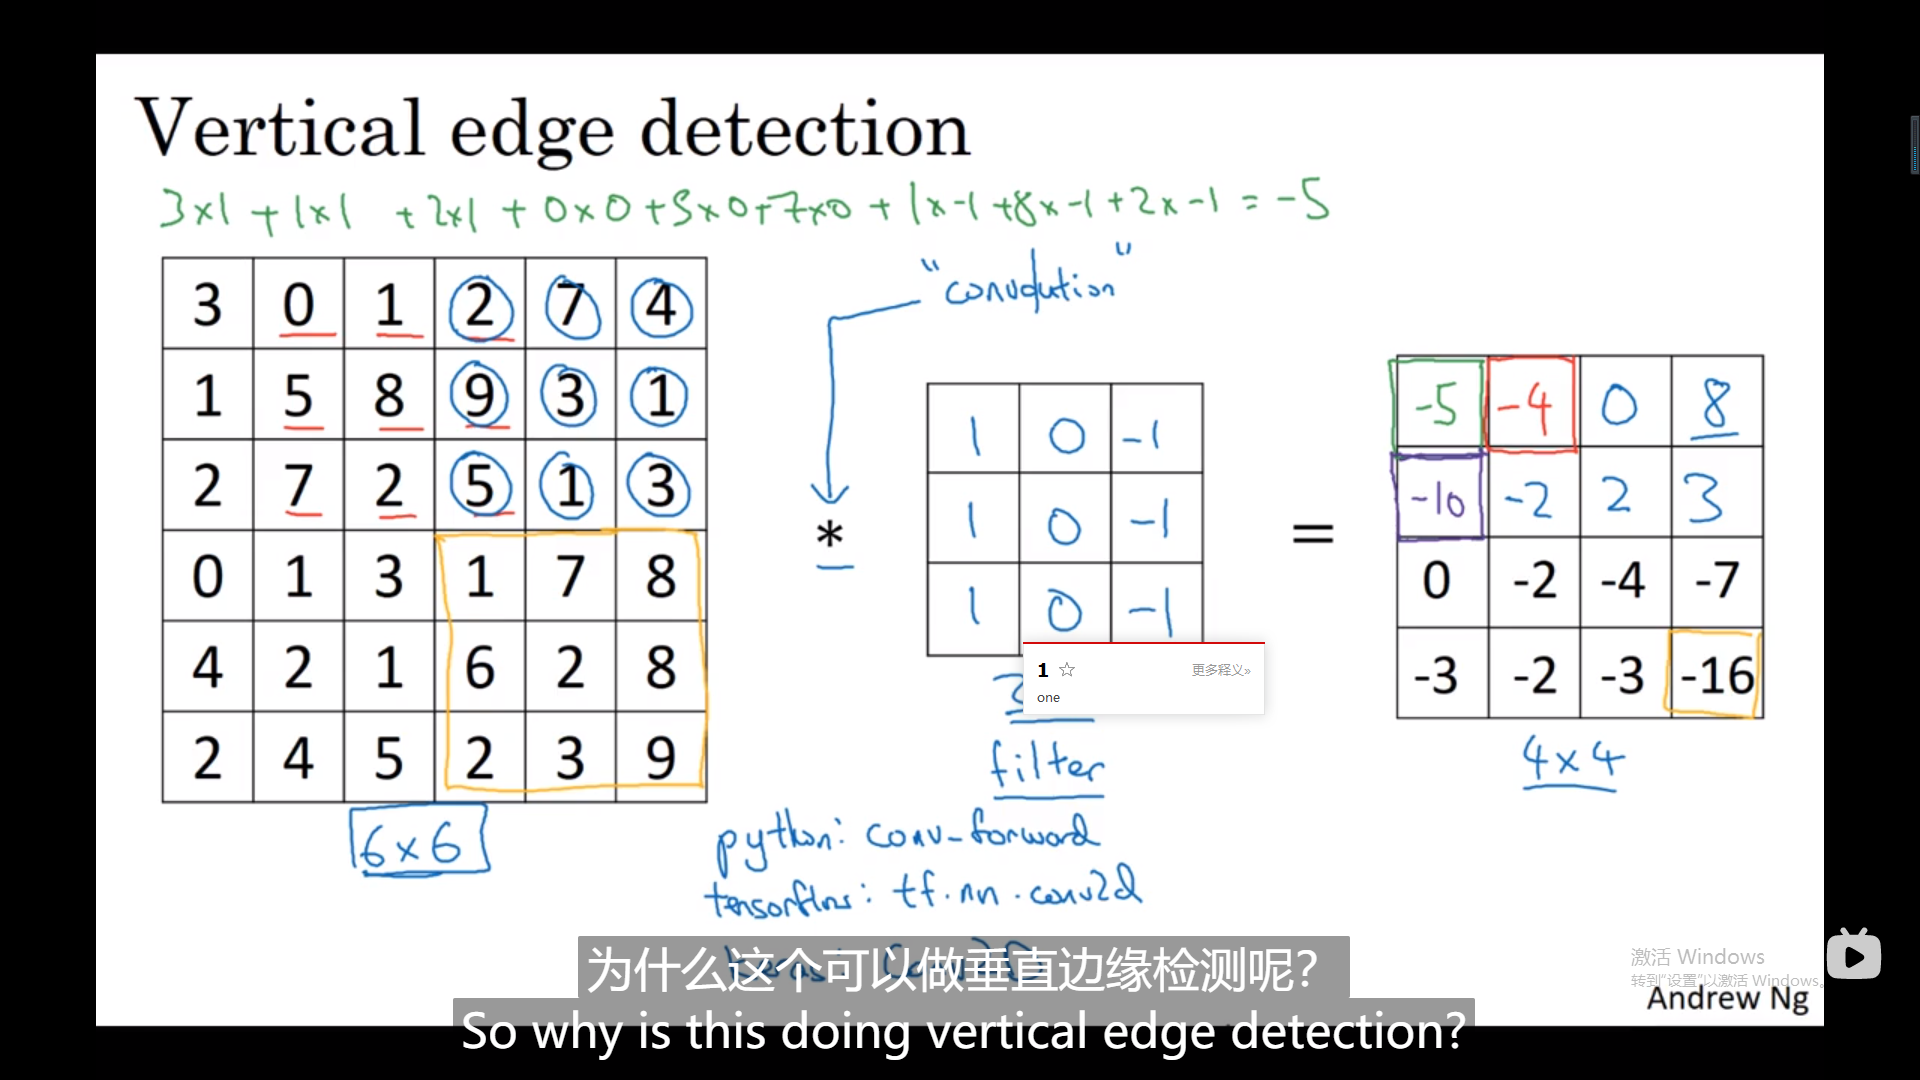 Vertical edge detection
3x1 + 1x1 + 2x1 + 0x0 + 5x0 + 7x0 + 1x-1 + 8x-1 + 2x-1 = -5
"convolution"
3 0 1 2 7 4
1 5 8 9 3 1
2 7 2 5 1 3
0 1 3 1 7 8
4 2 1 6 2 8
2 4 5 2 3 9
6x6
*
1 0 -1
1 0 -1
1 0 -1
1 ☆ 更多释义»
one
filter
=
-5 -4 0 8
-10 -2 2 3
0 -2 -4 -7
-3 -2 -3 -16
4x4
python: conv-forward
tensorflow: tf.nn.conv2d
为什么这个可以做垂直边缘检测呢？
So why is this doing vertical edge detection?
激活 Windows
转到"设置"以激活 Windows。
Andrew Ng